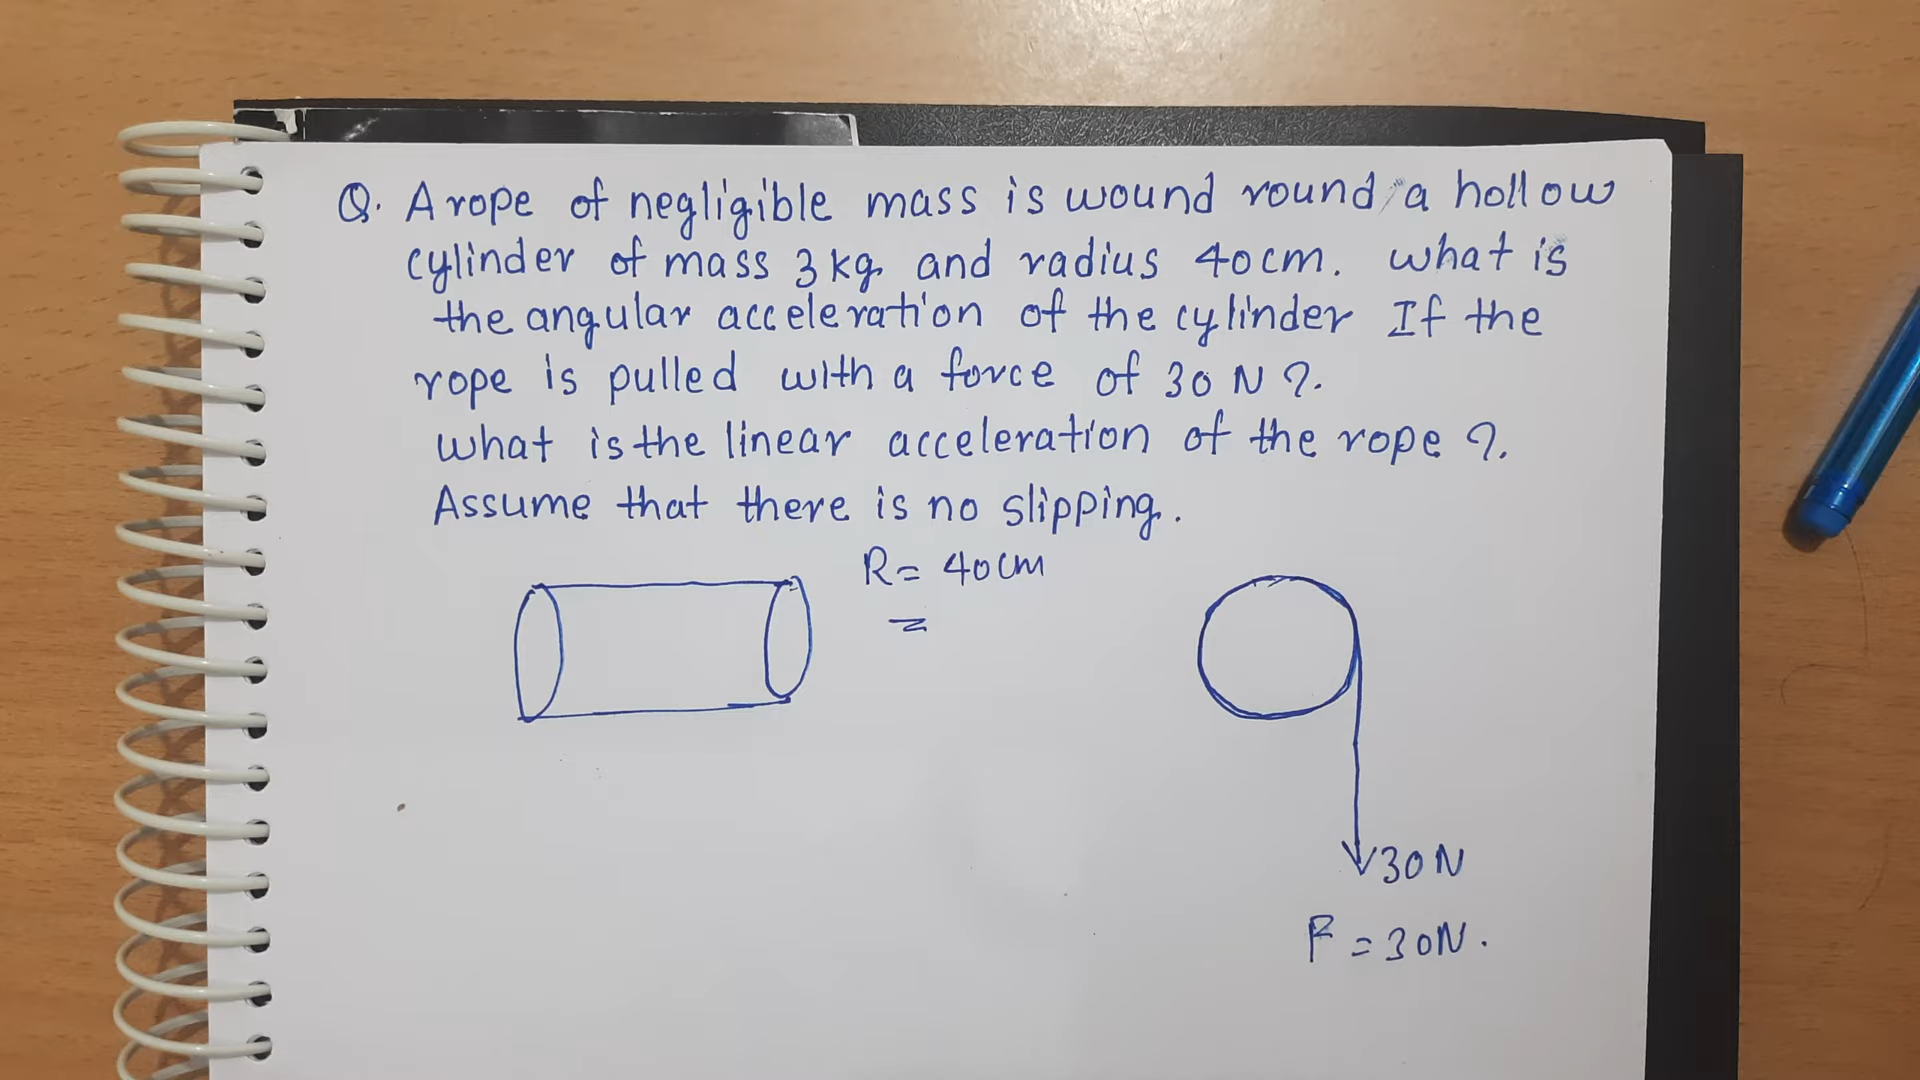 Q. A rope of negligible mass is wound round a hollow
cylinder of mass 3 kg and radius 40 cm. what is
the angular acceleration of the cylinder If the
rope is pulled with a force of 30 N ?.
what is the linear acceleration of the rope ?.
Assume that there is no slipping.
R = 40 cm
=
30 N
F = 30 N.